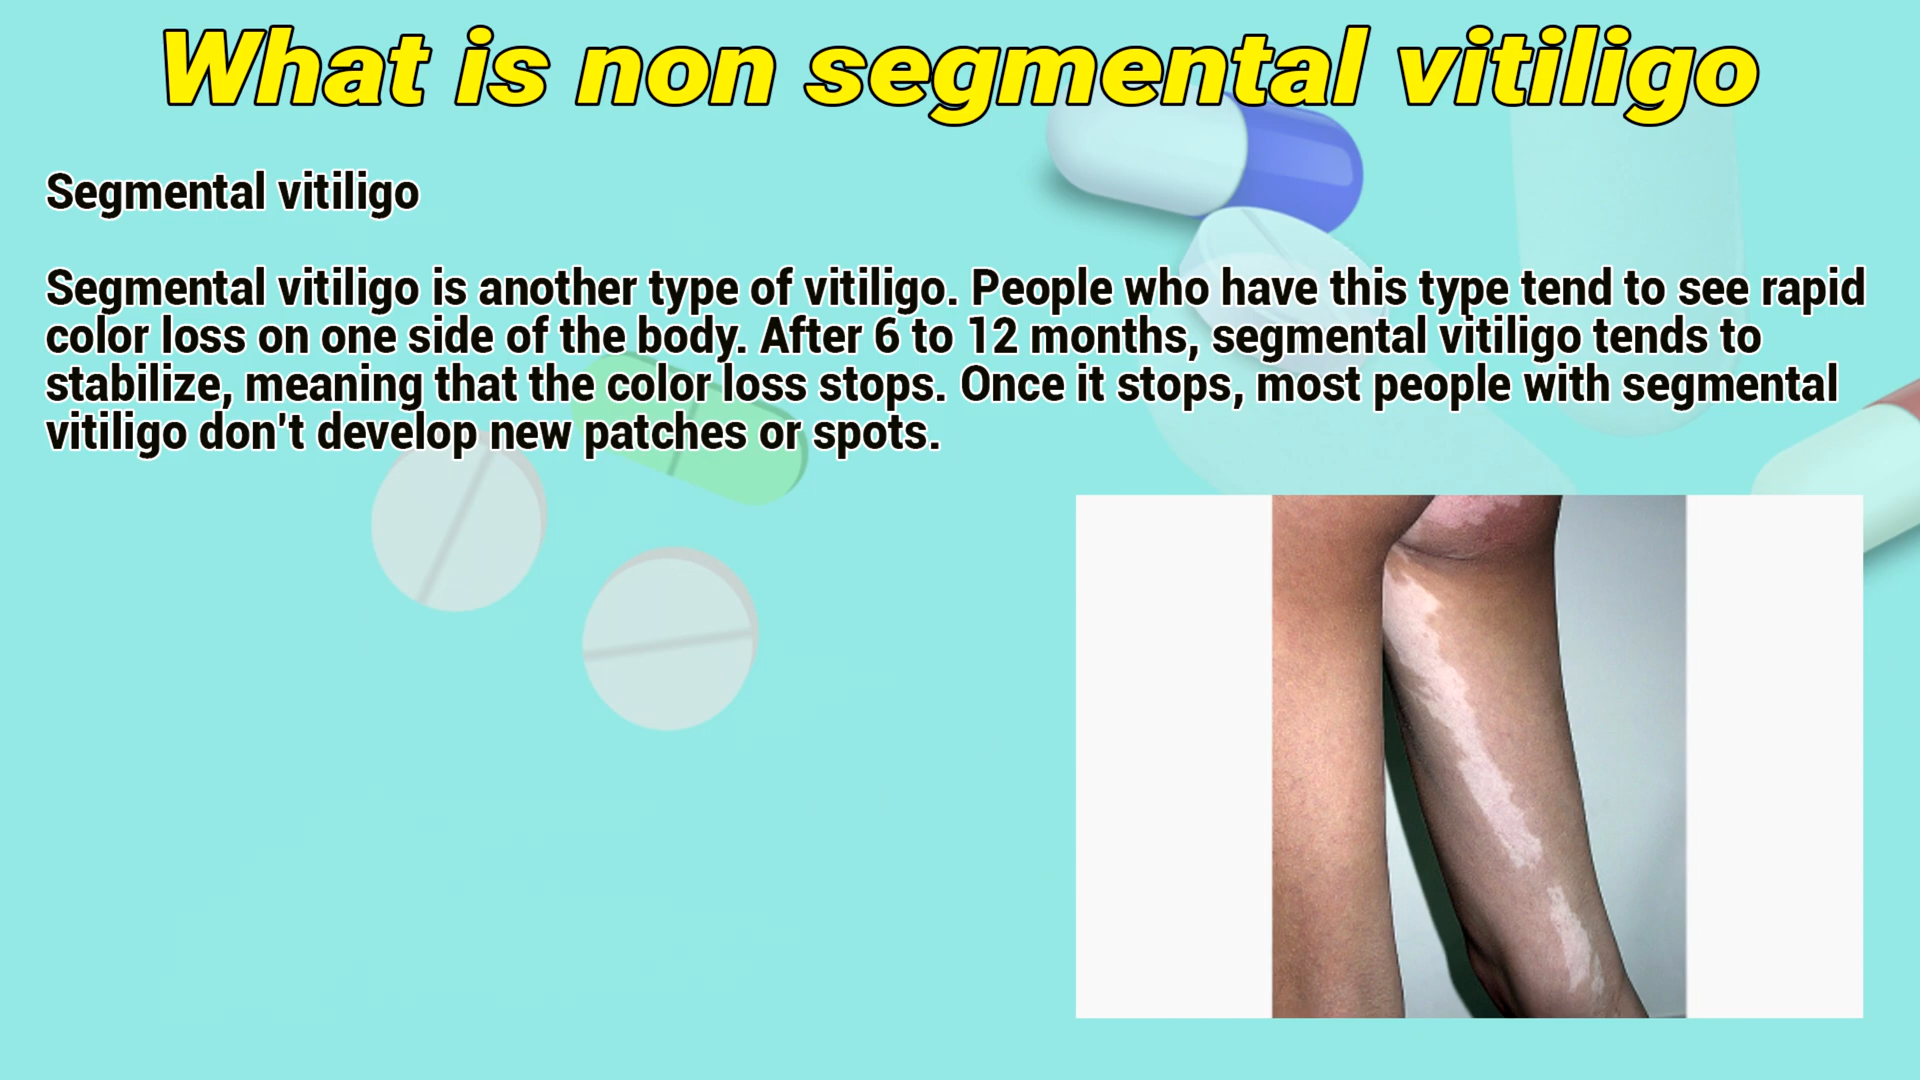 What is non segmental vitiligo
Segmental vitiligo
Segmental vitiligo is another type of vitiligo. People who have this type tend to see rapid
color loss on one side of the body. After 6 to 12 months, segmental vitiligo tends to
stabilize, meaning that the color loss stops. Once it stops, most people with segmental
vitiligo don't develop new patches or spots.